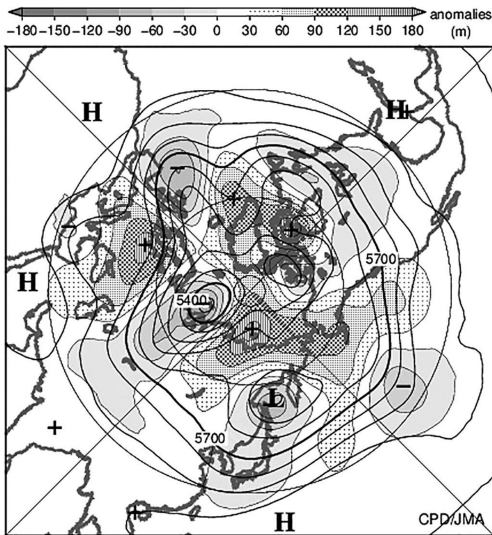 anomalies
−180 −150 −120 −90 −60 −30 0 30 60 90 120 150 180 (m)
H H
+
− +
− +
5700
H
5400
+
−
L
+ 5700
+
H CPD/JMA